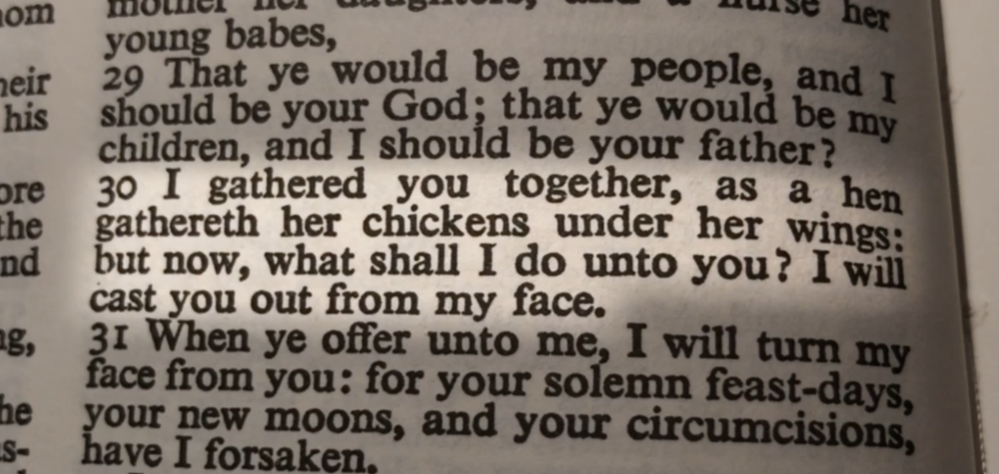 om
heir
his
ore
the
nd
ng,
he
s-
mother her daughters, and a nurse her
young babes,
29 That ye would be my people, and I
should be your God; that ye would be my
children, and I should be your father?
30 I gathered you together, as a hen
gathereth her chickens under her wings:
but now, what shall I do unto you? I will
cast you out from my face.
31 When ye offer unto me, I will turn my
face from you: for your solemn feast-days,
your new moons, and your circumcisions,
have I forsaken.